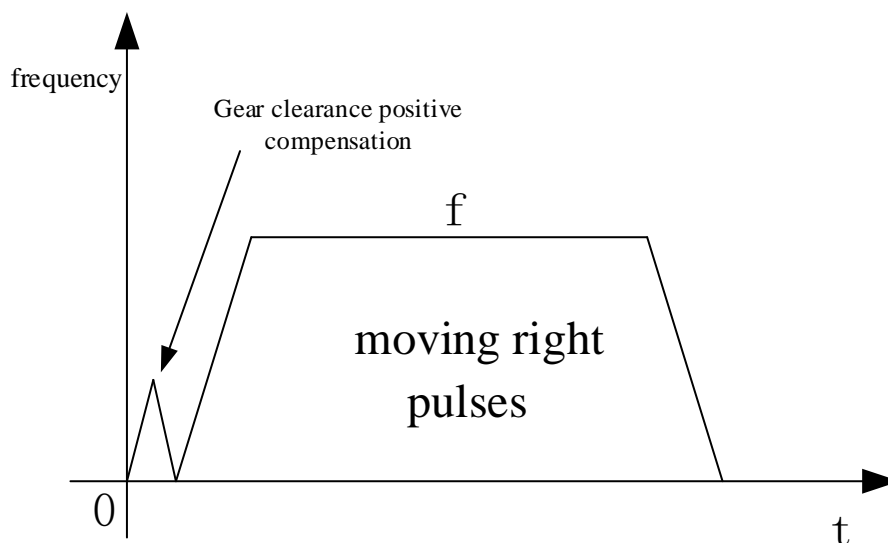 frequency
Gear clearance positive
compensation
f
moving right
pulses
0
t